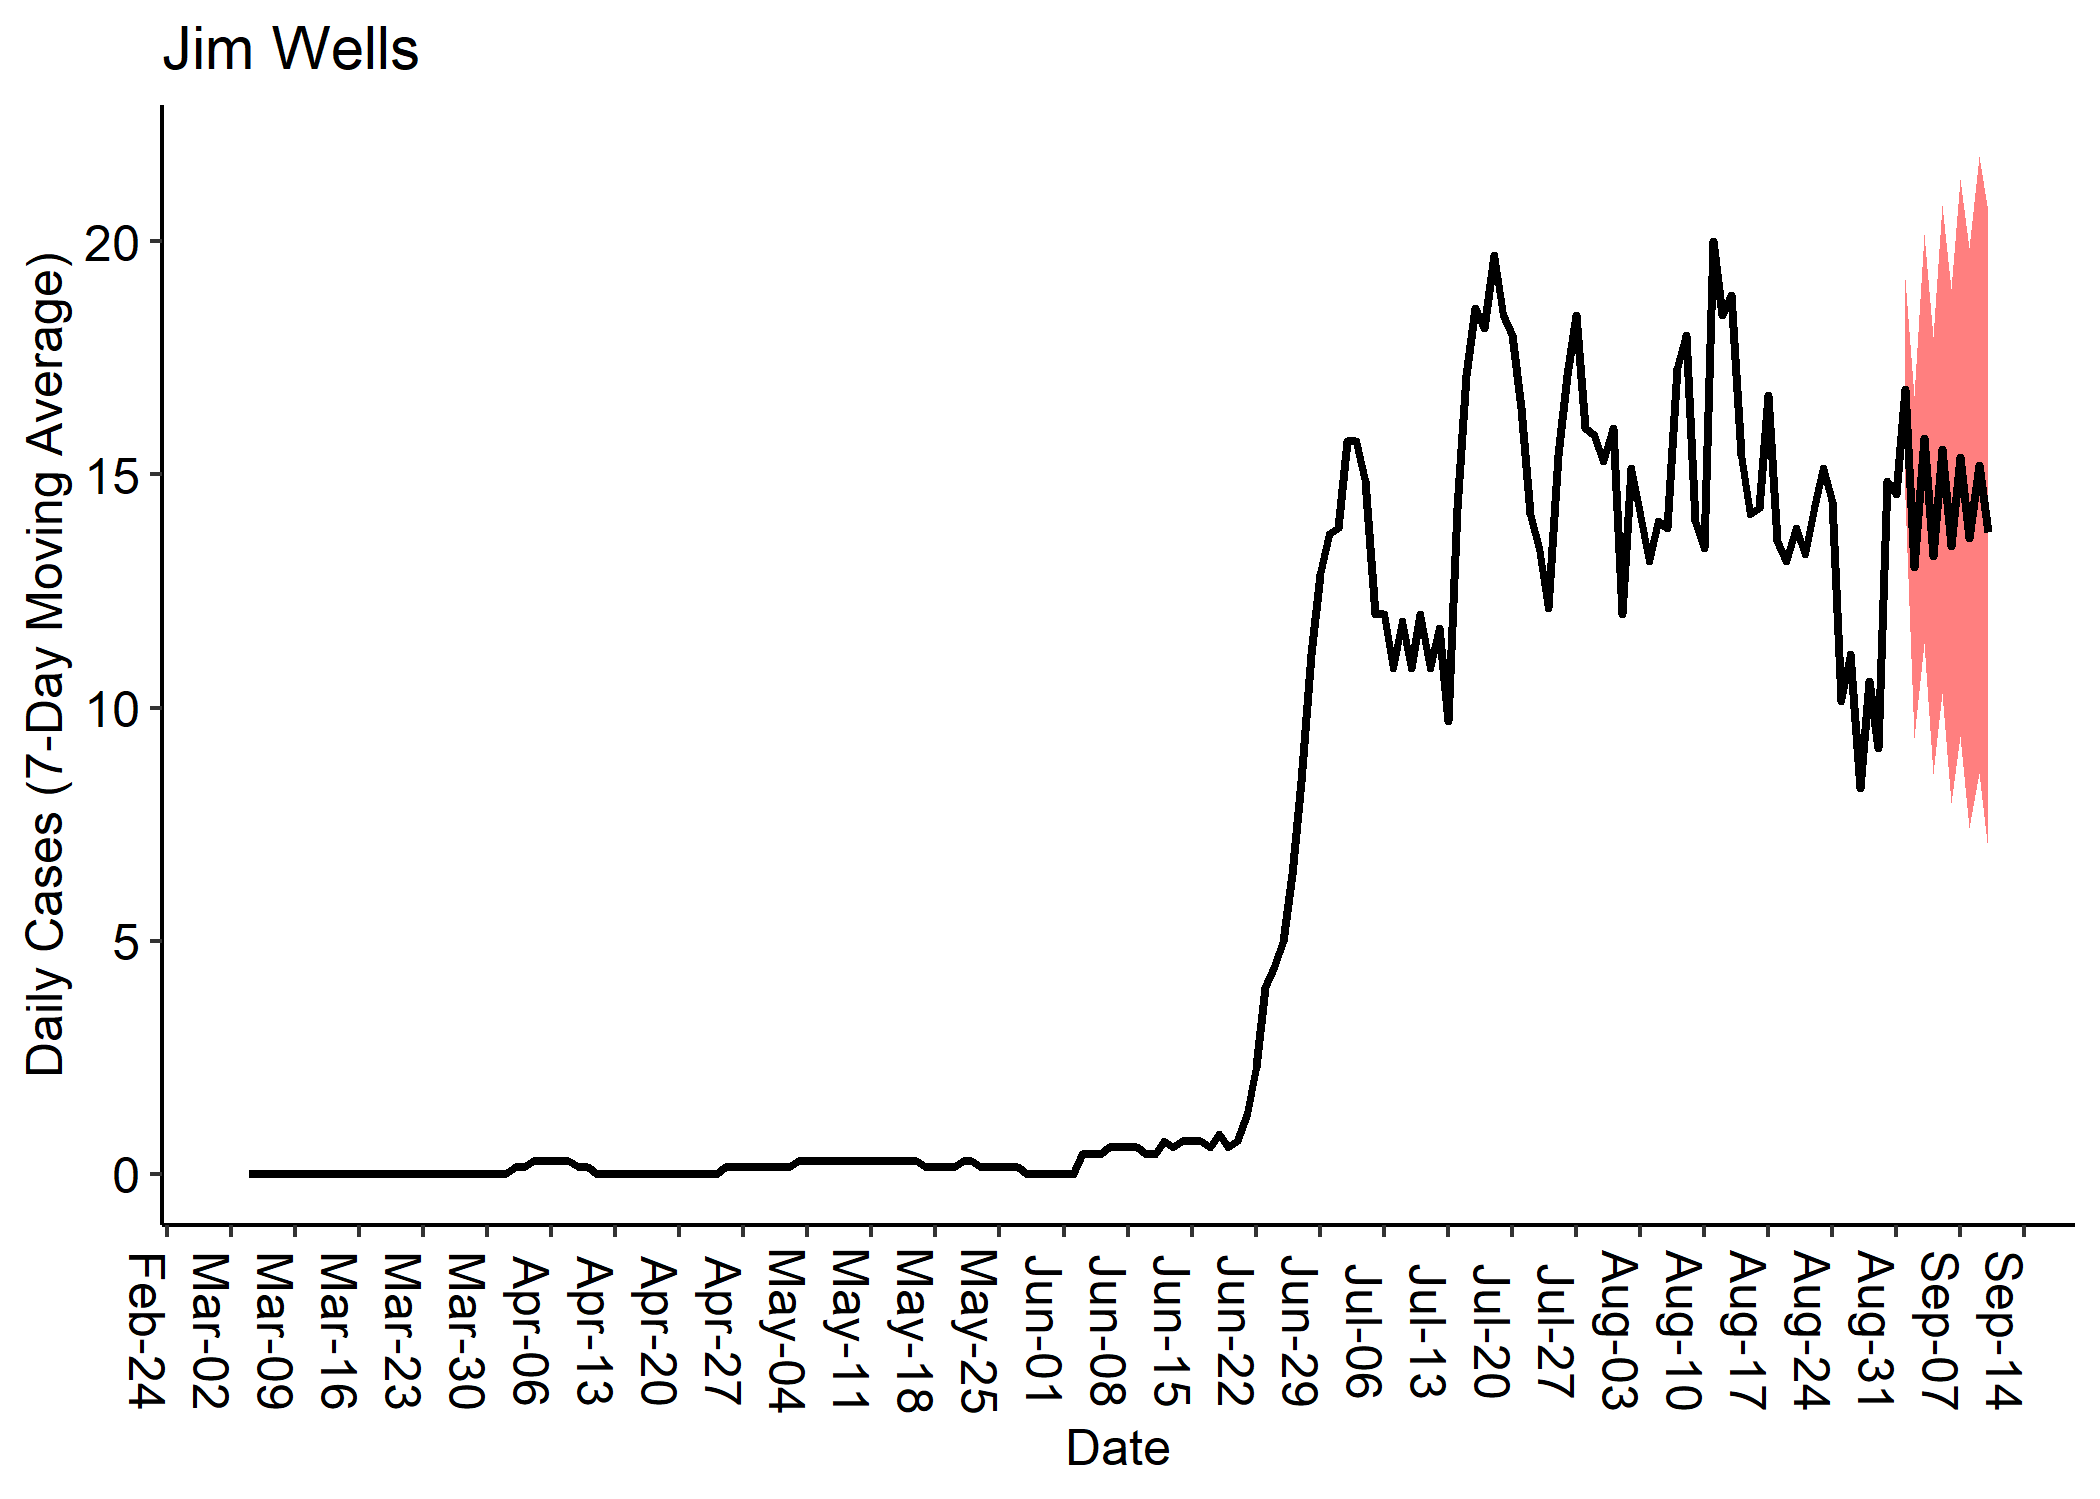 Jim Wells
Daily Cases (7-Day Moving Average)
20
15
10
5
0
Feb-24
Mar-02
Mar-09
Mar-16
Mar-23
Mar-30
Apr-06
Apr-13
Apr-20
Apr-27
May-04
May-11
May-18
May-25
Jun-01
Jun-08
Jun-15
Jun-22
Jun-29
Jul-06
Jul-13
Jul-20
Jul-27
Aug-03
Aug-10
Aug-17
Aug-24
Aug-31
Sep-07
Sep-14
Date